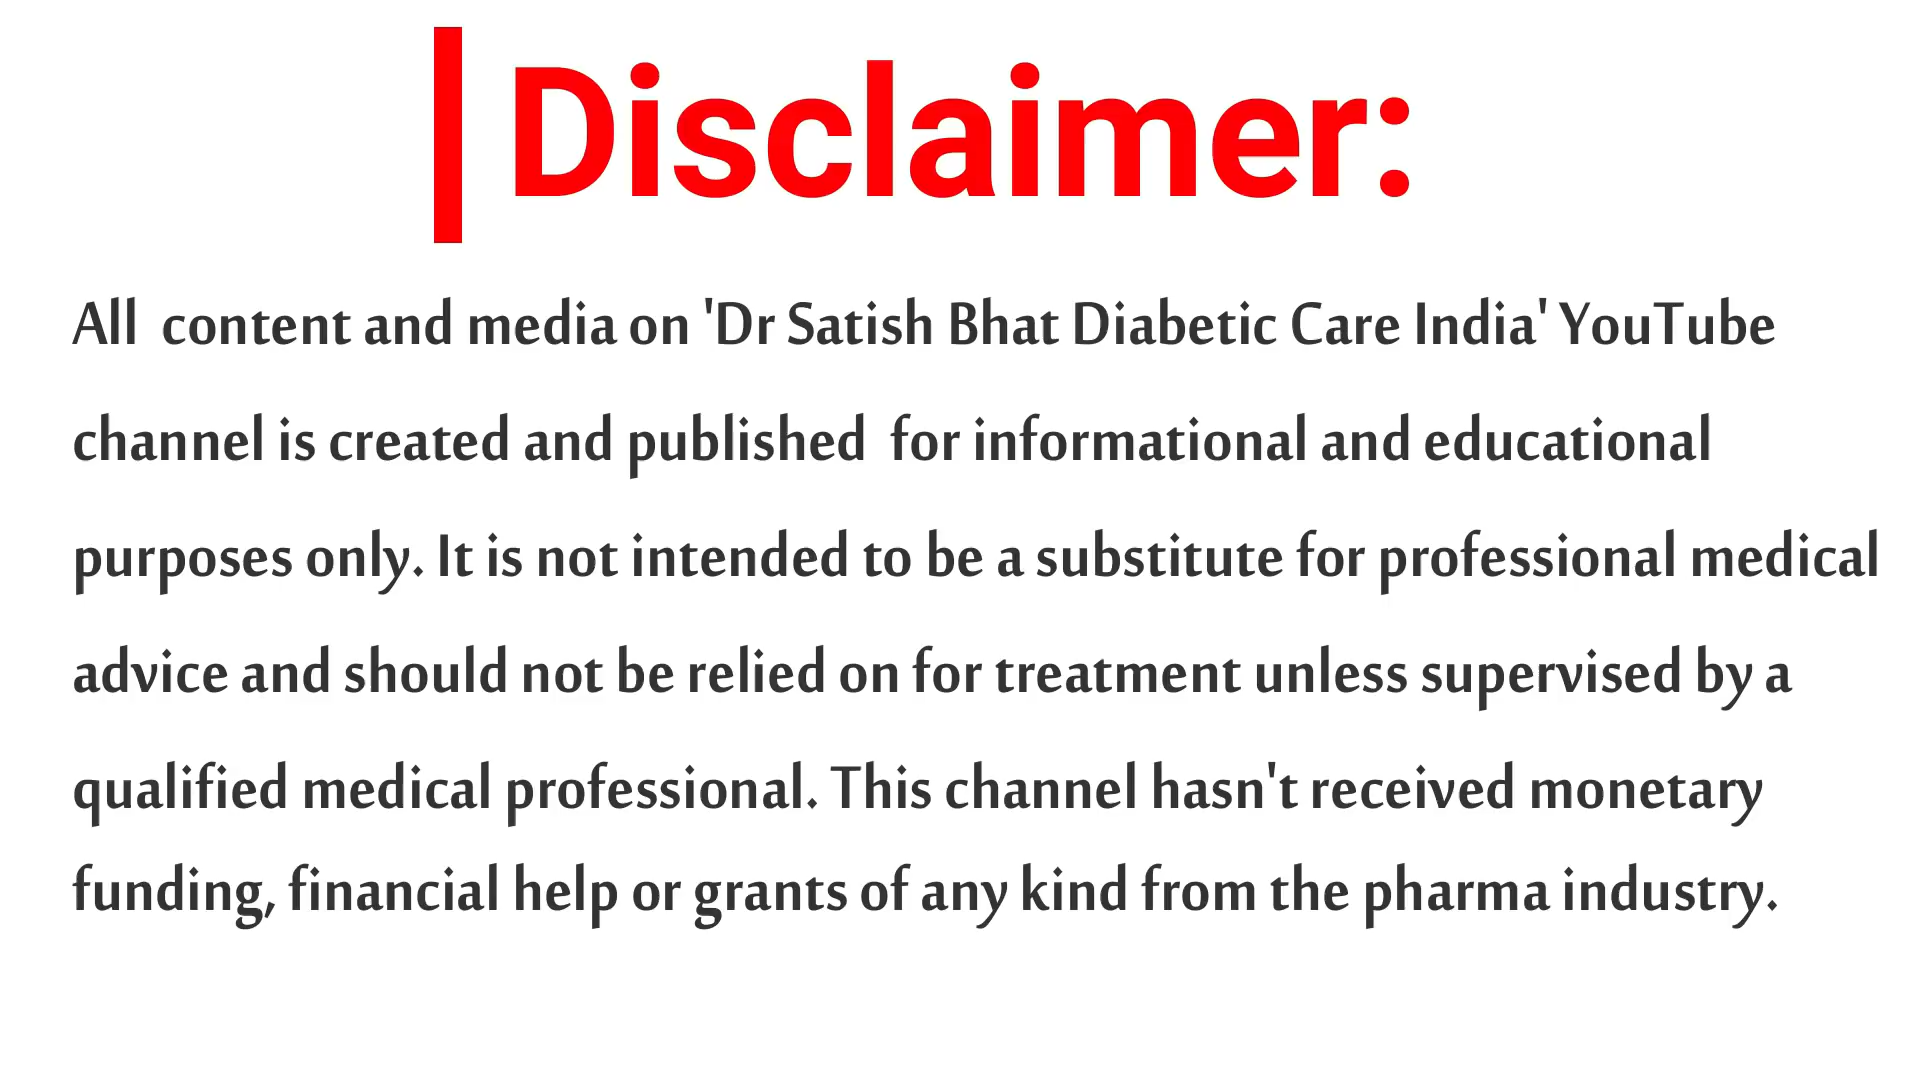 Disclaimer:
All content and media on 'Dr Satish Bhat Diabetic Care India' YouTube
channel is created and published for informational and educational
purposes only. It is not intended to be a substitute for professional medical
advice and should not be relied on for treatment unless supervised by a
qualified medical professional. This channel hasn't received monetary
funding, financial help or grants of any kind from the pharma industry.